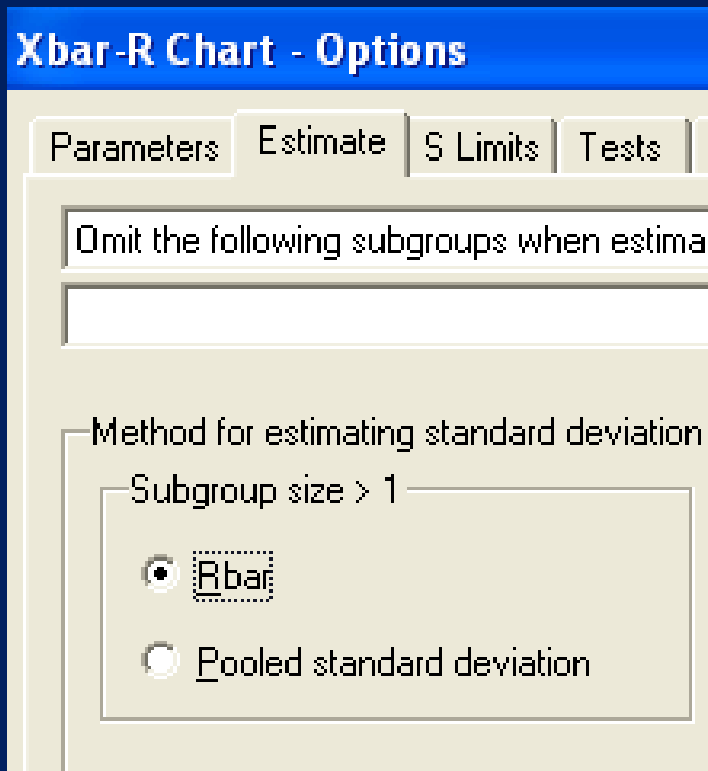 Xbar-R Chart - Options
Parameters Estimate S Limits Tests
Omit the following subgroups when estima
Method for estimating standard deviation
Subgroup size > 1
Rbar
Pooled standard deviation